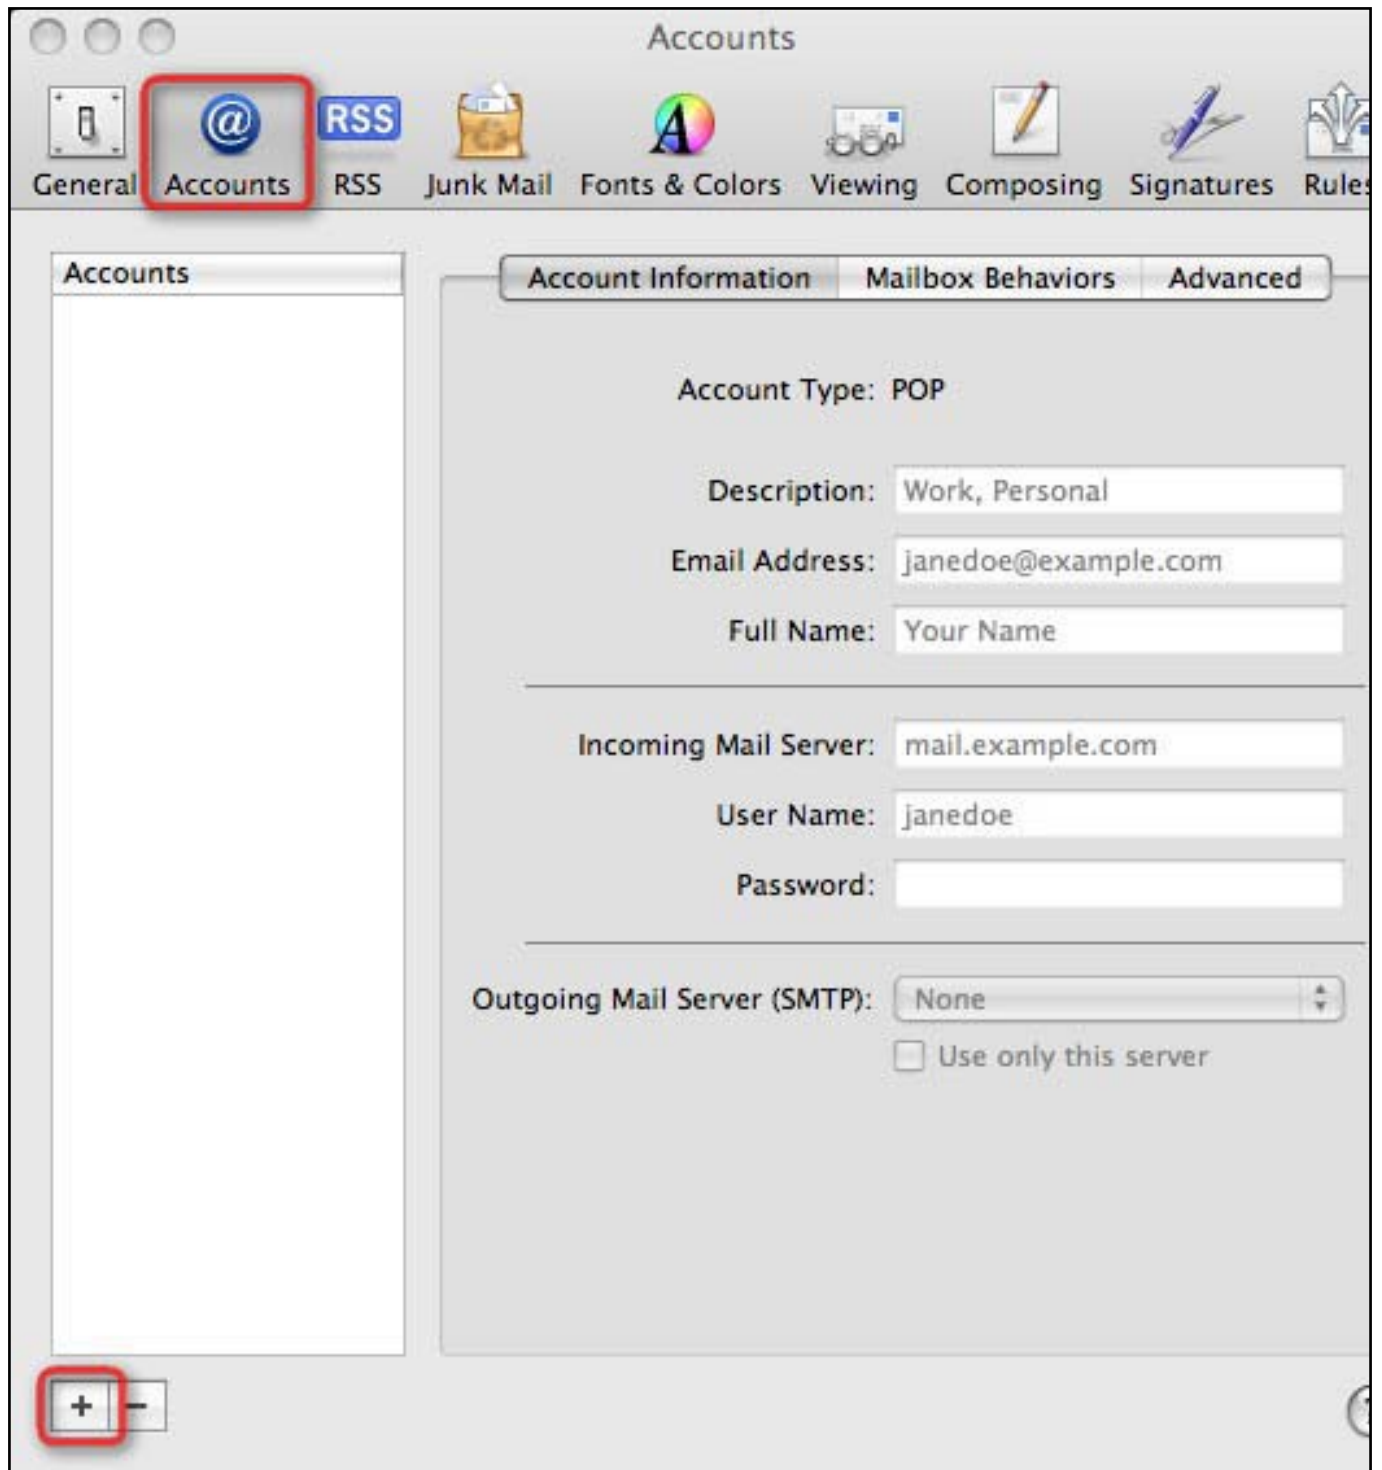 Accounts
General Accounts RSS Junk Mail Fonts & Colors Viewing Composing Signatures Rules
Accounts
Account Information Mailbox Behaviors Advanced
Account Type: POP
Description: Work, Personal
Email Address: janedoe@example.com
Full Name: Your Name
Incoming Mail Server: mail.example.com
User Name: janedoe
Password:
Outgoing Mail Server (SMTP): None
Use only this server
+ −